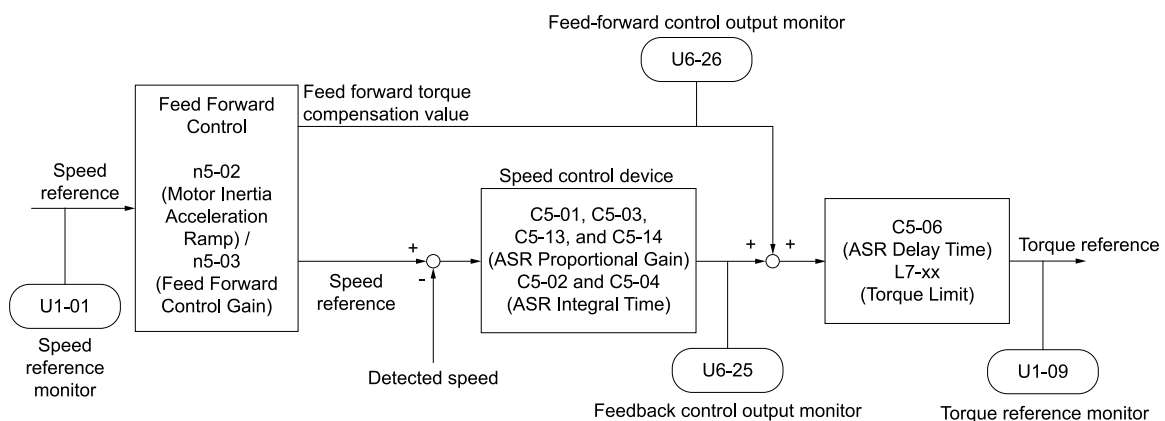 Feed-forward control output monitor
U6-26
Feed forward torque
compensation value
Feed Forward
Control
n5-02
(Motor Inertia
Acceleration
Ramp) /
n5-03
(Feed Forward
Control Gain)
Speed
reference
U1-01
Speed
reference
monitor
Speed
reference
+
-
Detected speed
Speed control device
C5-01, C5-03,
C5-13, and C5-14
(ASR Proportional Gain)
C5-02 and C5-04
(ASR Integral Time)
+
+
U6-25
Feedback control output monitor
C5-06
(ASR Delay Time)
L7-xx
(Torque Limit)
Torque reference
U1-09
Torque reference monitor